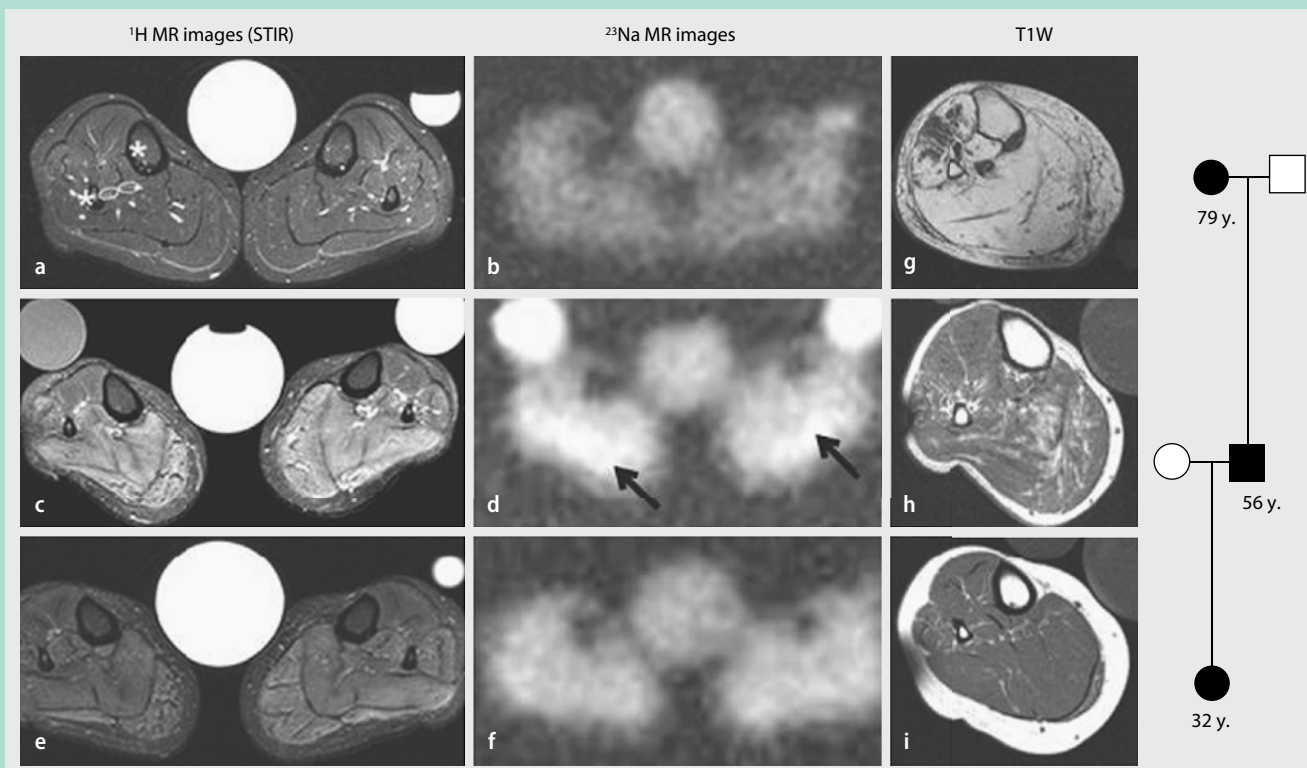 ¹H MR images (STIR)
²³Na MR images
T1W
a
b
g
79 y.
c
d
h
56 y.
e
f
i
32 y.